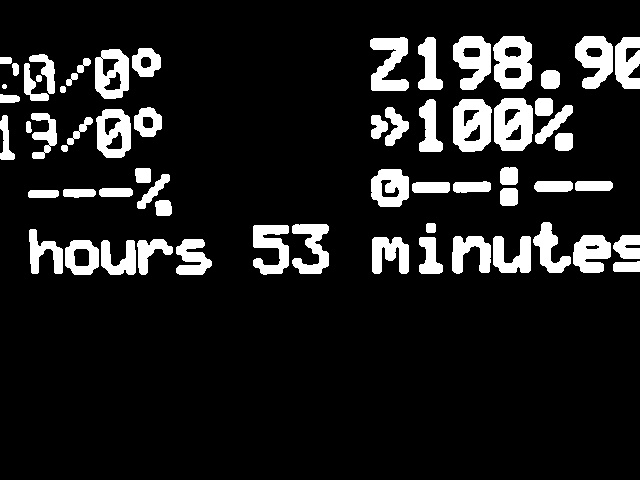 20/0° Z198.90
19/0° »100%
---% ⊙--:--
hours 53 minutes